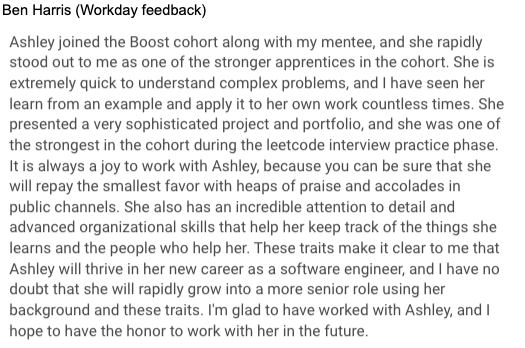 Ben Harris (Workday feedback)
Ashley joined the Boost cohort along with my mentee, and she rapidly
stood out to me as one of the stronger apprentices in the cohort. She is
extremely quick to understand complex problems, and I have seen her
learn from an example and apply it to her own work countless times. She
presented a very sophisticated project and portfolio, and she was one of
the strongest in the cohort during the leetcode interview practice phase.
It is always a joy to work with Ashley, because you can be sure that she
will repay the smallest favor with heaps of praise and accolades in
public channels. She also has an incredible attention to detail and
advanced organizational skills that help her keep track of the things she
learns and the people who help her. These traits make it clear to me that
Ashley will thrive in her new career as a software engineer, and I have no
doubt that she will rapidly grow into a more senior role using her
background and these traits. I'm glad to have worked with Ashley, and I
hope to have the honor to work with her in the future.